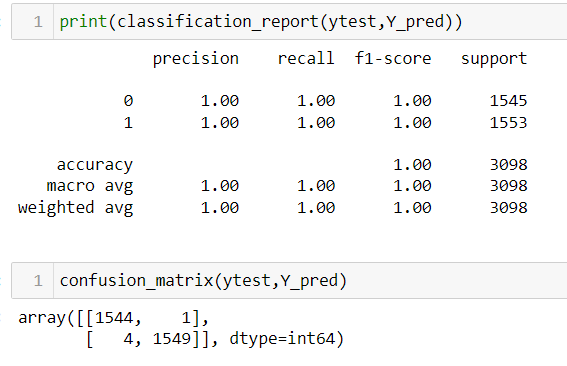 1 print(classification_report(ytest,Y_pred))
precision recall f1-score support
0 1.00 1.00 1.00 1545
1 1.00 1.00 1.00 1553
accuracy 1.00 3098
macro avg 1.00 1.00 1.00 3098
weighted avg 1.00 1.00 1.00 3098
1 confusion_matrix(ytest,Y_pred)
array([[1544, 1],
[ 4, 1549]], dtype=int64)